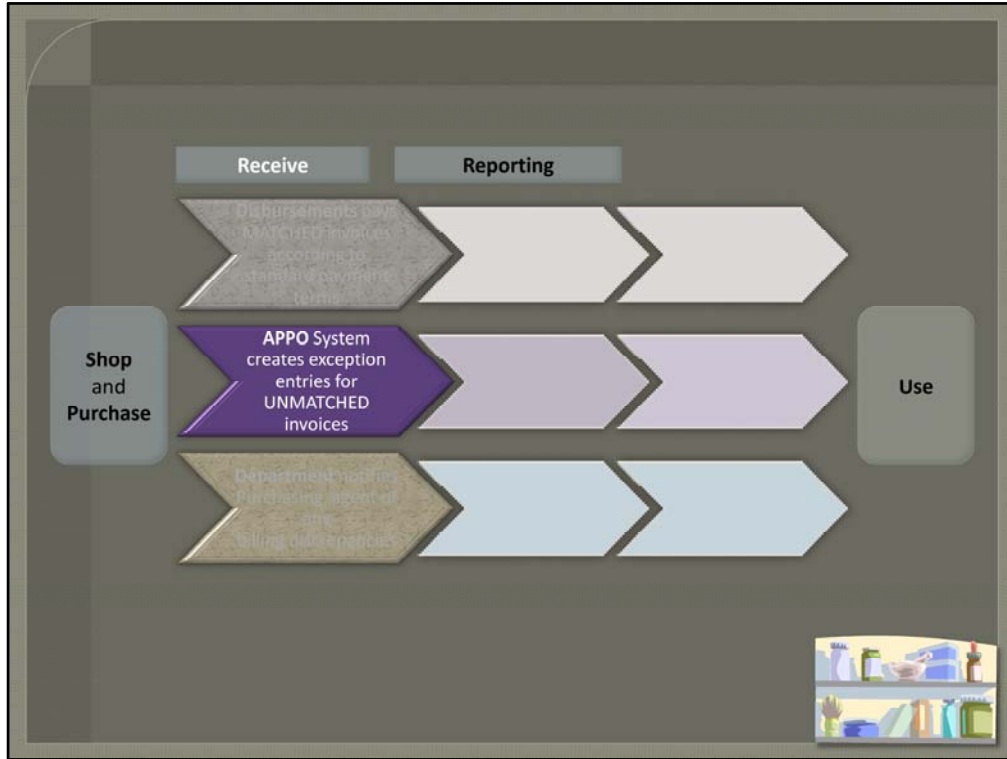 Receive
Reporting
Disbursements pays
MATCHED invoices
according to
standard payment
terms
Shop
and
Purchase
APPO System
creates exception
entries for
UNMATCHED
invoices
Use
Department notifies
Purchasing agent of
any
billing discrepancies